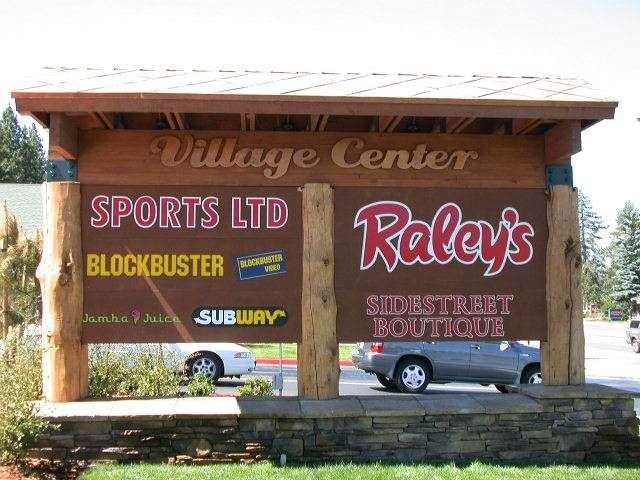 Village Center
SPORTS LTD
BLOCKBUSTER
BLOCKBUSTER
VIDEO
Jamba Juice
SUBWAY
Raley's
SIDESTREET
BOUTIQUE